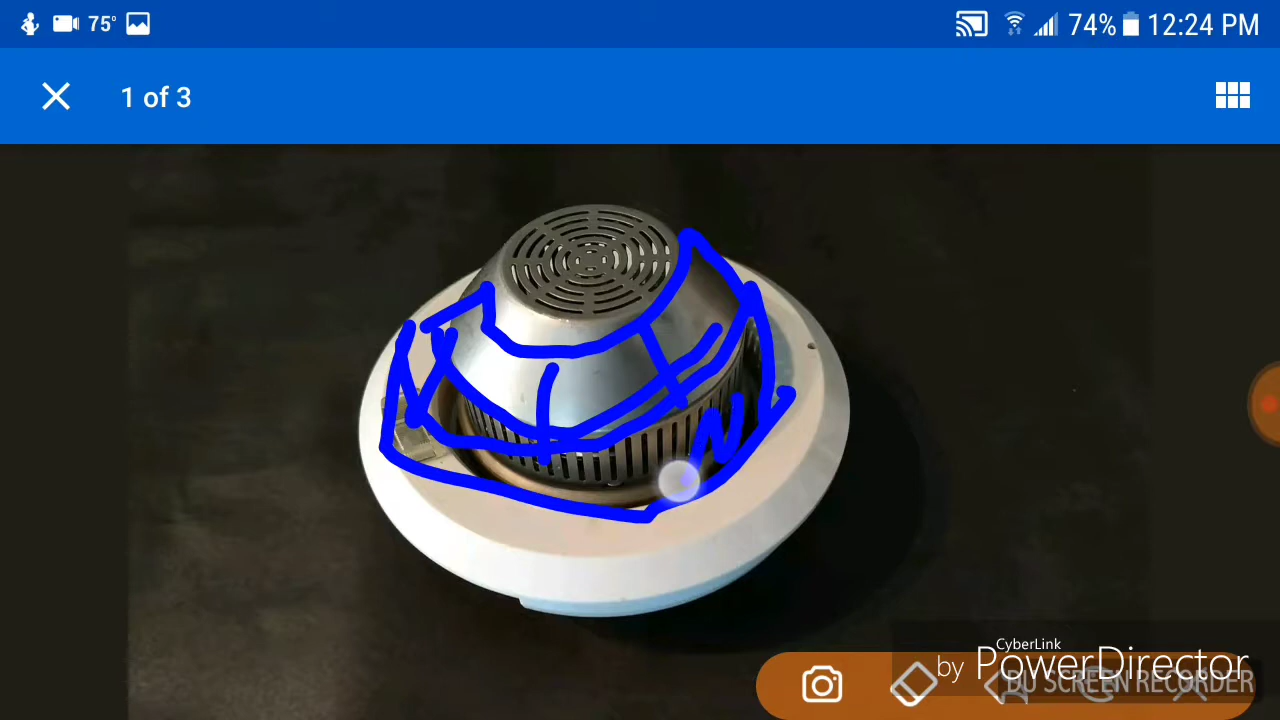 75° 74% 12:24 PM
1 of 3
CyberLink
by PowerDirector
DU SCREEN RECORDER